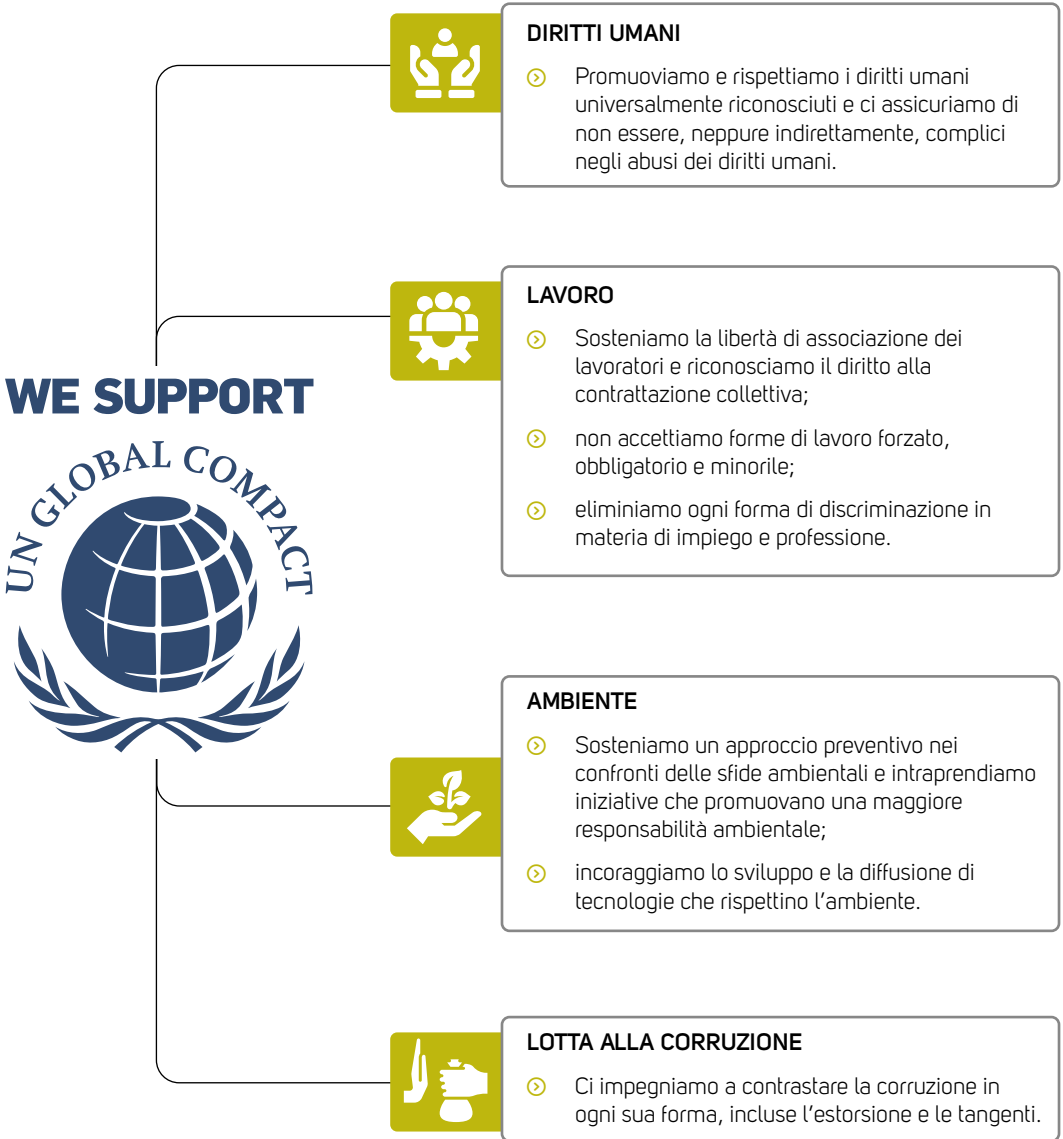 DIRITTI UMANI
Promuoviamo e rispettiamo i diritti umani
universalmente riconosciuti e ci assicuriamo di
non essere, neppure indirettamente, complici
negli abusi dei diritti umani.
LAVORO
Sosteniamo la libertà di associazione dei
lavoratori e riconosciamo il diritto alla
contrattazione collettiva;
non accettiamo forme di lavoro forzato,
obbligatorio e minorile;
eliminiamo ogni forma di discriminazione in
materia di impiego e professione.
WE SUPPORT
UN GLOBAL COMPACT
AMBIENTE
Sosteniamo un approccio preventivo nei
confronti delle sfide ambientali e intraprendiamo
iniziative che promuovano una maggiore
responsabilità ambientale;
incoraggiamo lo sviluppo e la diffusione di
tecnologie che rispettino l'ambiente.
LOTTA ALLA CORRUZIONE
Ci impegniamo a contrastare la corruzione in
ogni sua forma, incluse l'estorsione e le tangenti.